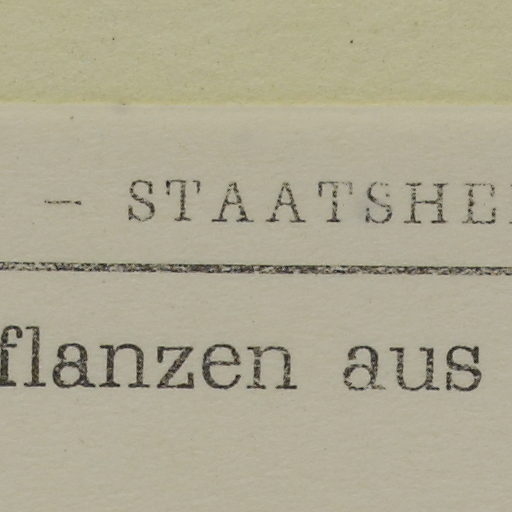 – STAATSHE
flanzen aus